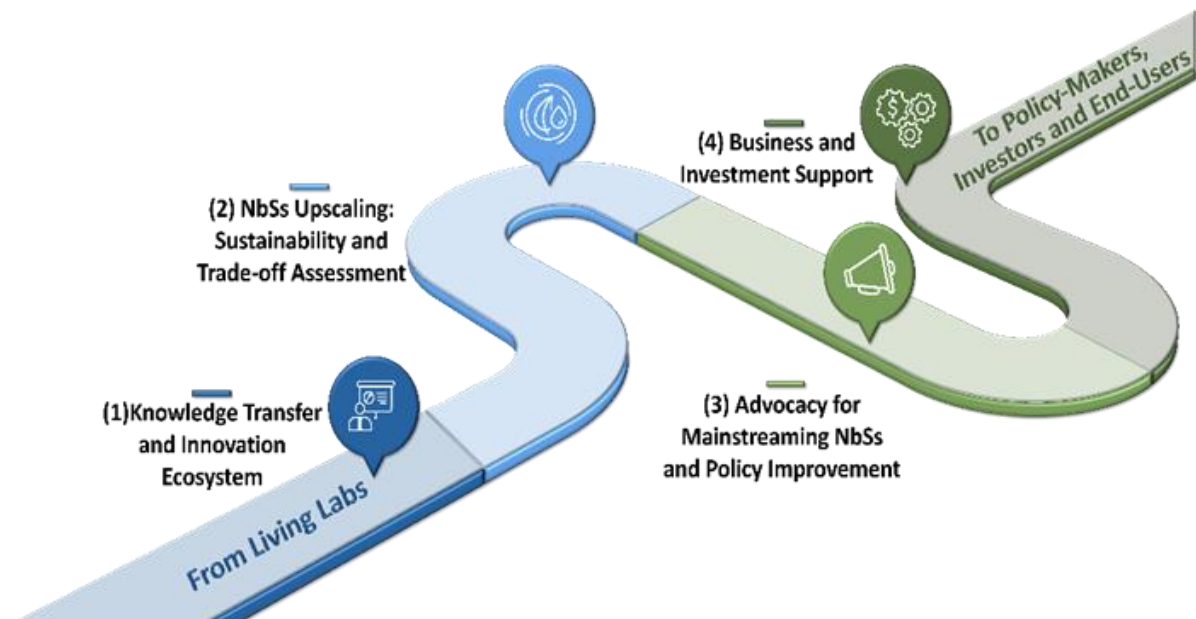 From Living Labs
(1)Knowledge Transfer
and Innovation
Ecosystem
(2) NbSs Upscaling:
Sustainability and
Trade-off Assessment
(3) Advocacy for
Mainstreaming NbSs
and Policy Improvement
(4) Business and
Investment Support
$
To Policy-Makers,
Investors and End-Users